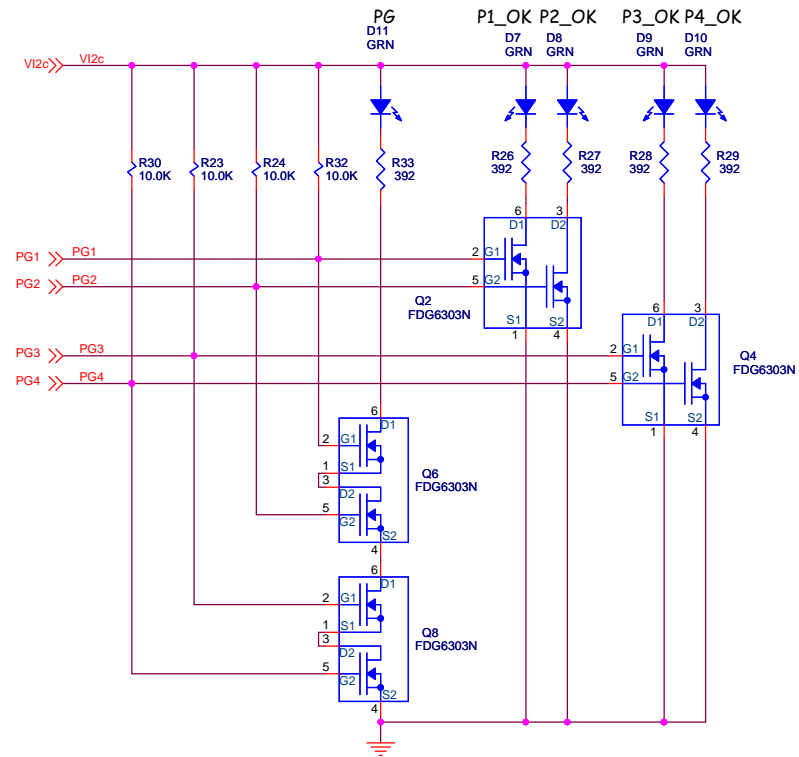 PG P1_OK P2_OK P3_OK P4_OK
D11 D7 D8 D9 D10
GRN GRN GRN GRN GRN
VI2c VI2c
R30 R23 R24 R32 R33 R26 R27 R28 R29
10.0K 10.0K 10.0K 10.0K 392 392 392 392 392
6 3
D1 D2
PG1 PG1 2 G1
PG2 PG2 5 G2
Q2
FDG6303N
S1 S2
1 4
6 3
D1 D2
PG3 PG3 2 G1
PG4 PG4 5 G2
Q4
FDG6303N
S1 S2
1 4
6
D1
2 G1
1 S1
3
D2
5 G2
S2
4
Q6
FDG6303N
6
D1
2 G1
1 S1
3
D2
5 G2
S2
4
Q8
FDG6303N